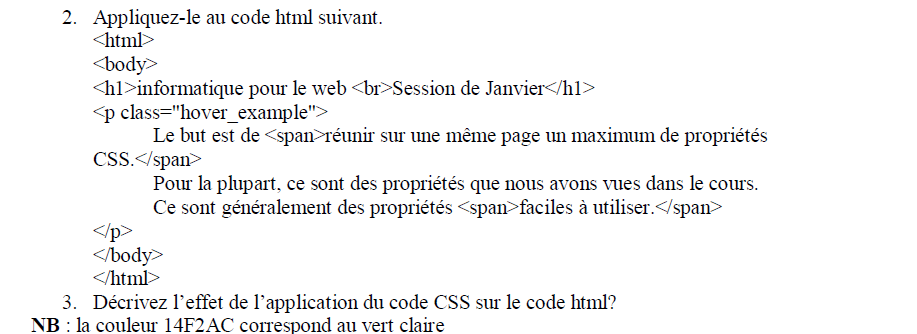 2. Appliquez-le au code html suivant.
<html>
<body>
<h1>informatique pour le web <br>Session de Janvier</h1>
<p class="hover_example">
Le but est de <span>réunir sur une même page un maximum de propriétés
CSS.</span>
Pour la plupart, ce sont des propriétés que nous avons vues dans le cours.
Ce sont généralement des propriétés <span>faciles à utiliser.</span>
</p>
</body>
</html>
3. Décrivez l'effet de l'application du code CSS sur le code html?
NB : la couleur 14F2AC correspond au vert claire